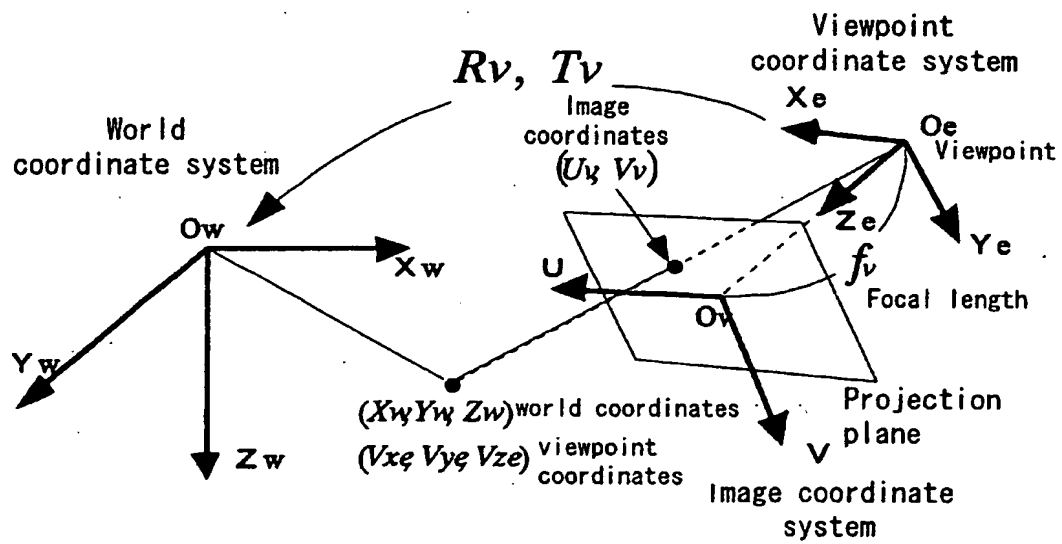 Viewpoint
coordinate system
Rv, Tv
Xe
Image
coordinates
(Uv, Vv)
Oe
Viewpoint
World
coordinate system
Ze
Ye
Ow
Xw
U
fv
Focal length
Ov
Yw
(Xw, Yw, Zw) world coordinates
Projection
plane
(Vxe, Vye, Vze) viewpoint
coordinates
V
Zw
Image coordinate
system